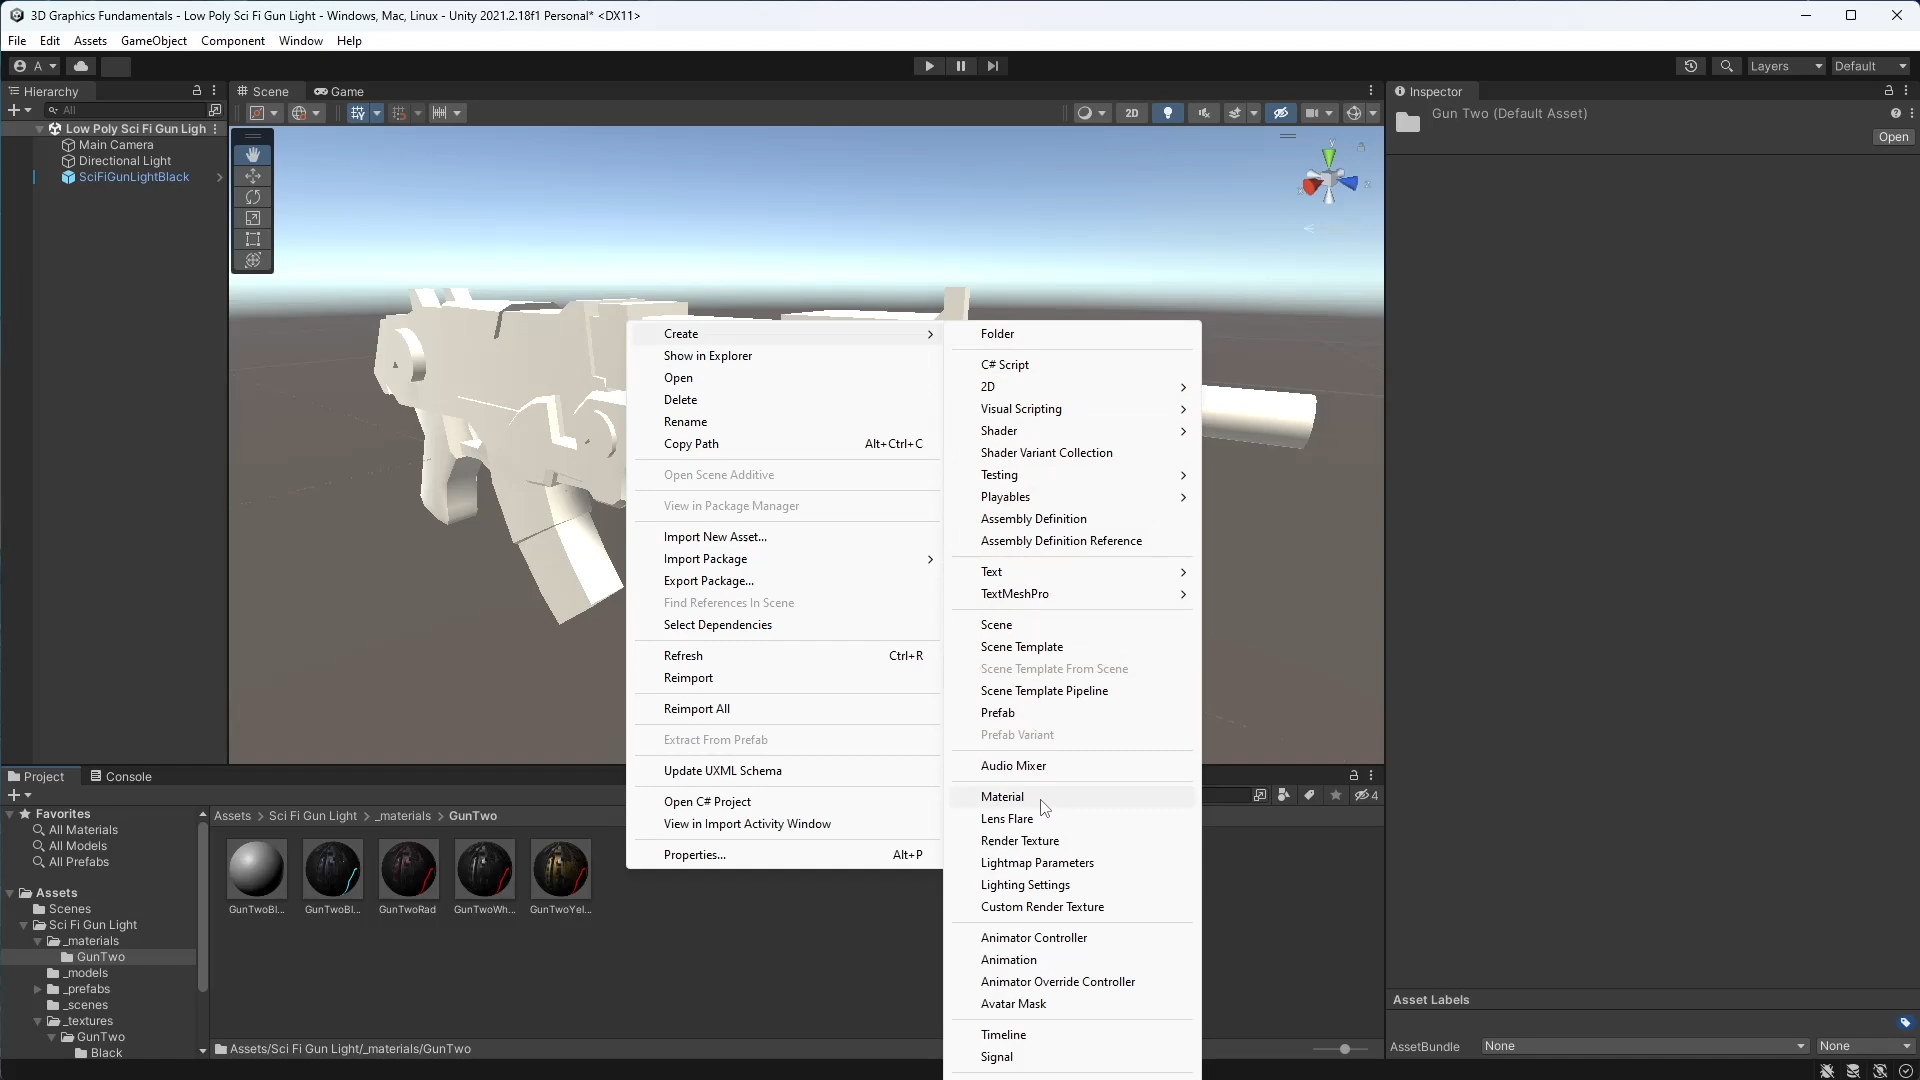 3D Graphics Fundamentals - Low Poly Sci Fi Gun Light - Windows, Mac, Linux - Unity 2021.2.18f1 Personal* <DX11>
File Edit Assets GameObject Component Window Help
A Layers Default
Hierarchy
All
Low Poly Sci Fi Gun Ligh
Main Camera
Directional Light
SciFiGunLightBlack
Scene Game
2D
y
Inspector
Gun Two (Default Asset)
Open
Create
Show in Explorer
Open
Delete
Rename
Copy Path Alt+Ctrl+C
Open Scene Additive
View in Package Manager
Import New Asset...
Import Package
Export Package...
Find References In Scene
Select Dependencies
Refresh Ctrl+R
Reimport
Reimport All
Extract From Prefab
Update UXML Schema
Open C# Project
View in Import Activity Window
Properties... Alt+P
Folder
C# Script
2D
Visual Scripting
Shader
Shader Variant Collection
Testing
Playables
Assembly Definition
Assembly Definition Reference
Text
TextMeshPro
Scene
Scene Template
Scene Template From Scene
Scene Template Pipeline
Prefab
Prefab Variant
Audio Mixer
Material
Lens Flare
Render Texture
Lightmap Parameters
Lighting Settings
Custom Render Texture
Animator Controller
Animation
Animator Override Controller
Avatar Mask
Timeline
Signal
Project Console
4
Favorites
All Materials
All Models
All Prefabs
Assets
Scenes
Sci Fi Gun Light
_materials
GunTwo
_models
_prefabs
_scenes
_textures
GunTwo
Black
Assets > Sci Fi Gun Light > _materials > GunTwo
GunTwoBl... GunTwoBl... GunTwoRad GunTwoWh... GunTwoYel...
Assets/Sci Fi Gun Light/_materials/GunTwo
Asset Labels
AssetBundle None None